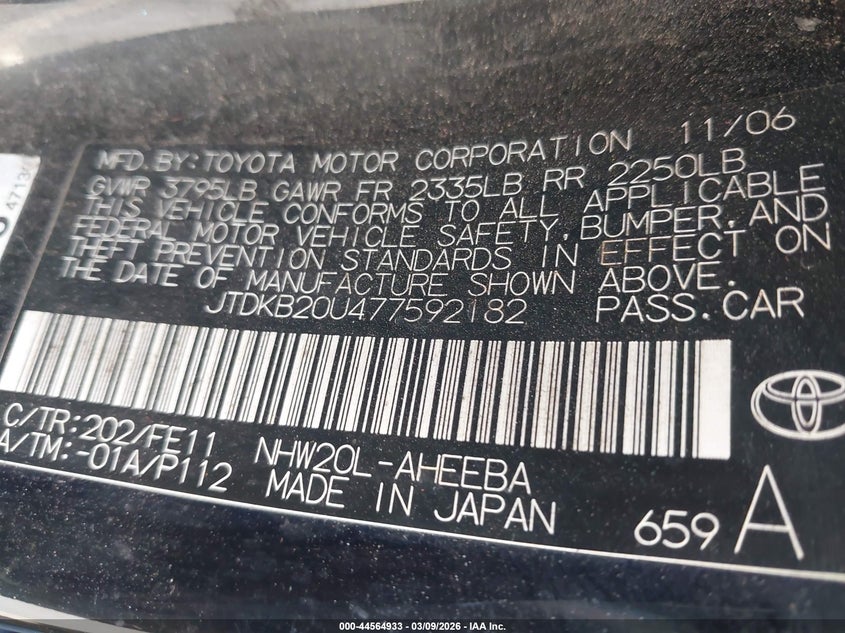 47139
MFD.BY:TOYOTA MOTOR CORPORATION 11/06
GVWR 3795LB GAWR FR 2335LB RR 2250LB
THIS VEHICLE CONFORMS TO ALL APPLICABLE
FEDERAL MOTOR VEHICLE SAFETY,BUMPER,AND
THEFT PREVENTION STANDARDS IN EFFECT ON
THE DATE OF MANUFACTURE SHOWN ABOVE.
JTDKB20U477592182 PASS.CAR
C/TR:202/FE11 NHW20L-AHEEBA
A/TM:-01A/P112 MADE IN JAPAN
659 A
000-44564933 - 03/09/2026 - IAA Inc.